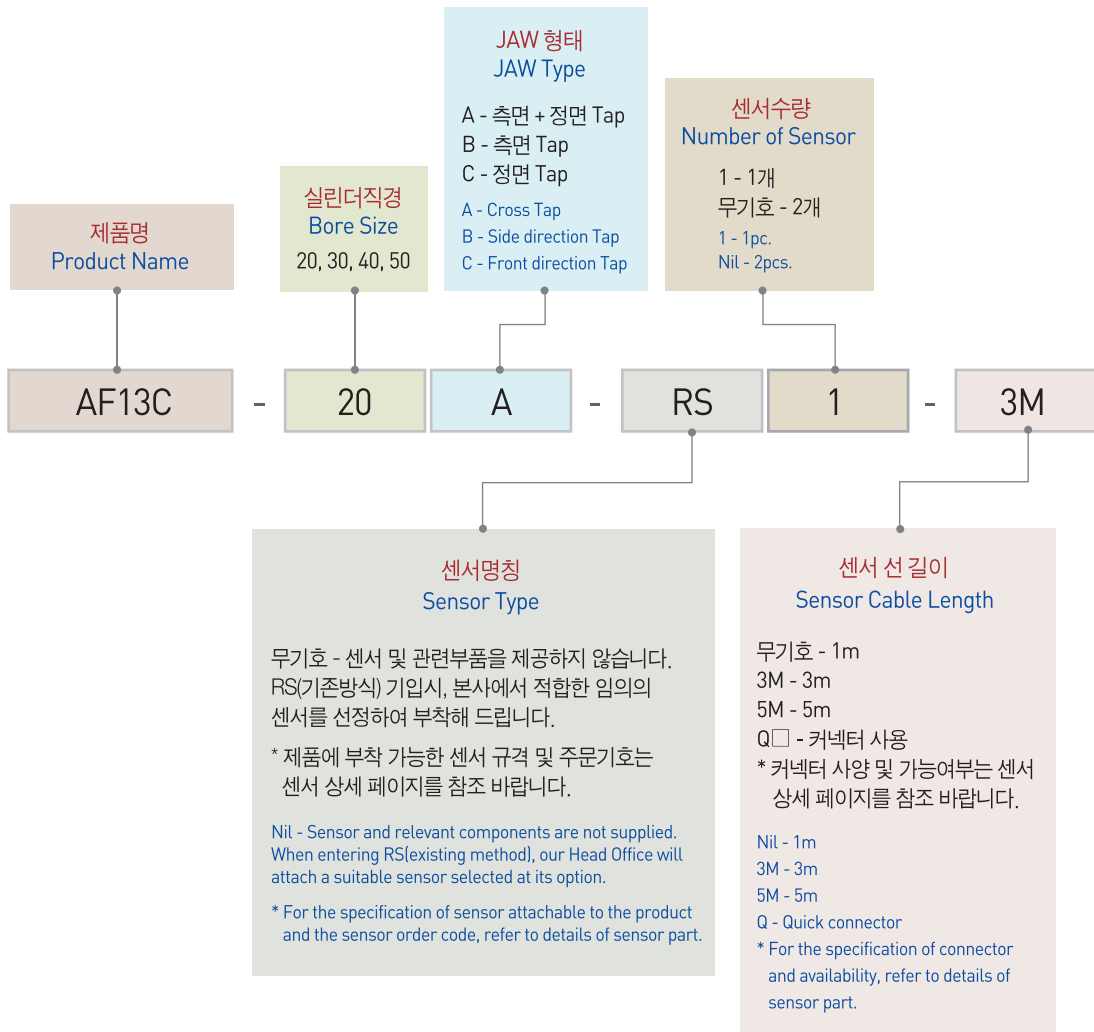 JAW 형태
JAW Type
A - 측면 + 정면 Tap
B - 측면 Tap
C - 정면 Tap
A - Cross Tap
B - Side direction Tap
C - Front direction Tap
센서수량
Number of Sensor
1 - 1개
무기호 - 2개
1 - 1pc.
Nil - 2pcs.
실린더직경
Bore Size
20, 30, 40, 50
제품명
Product Name
AF13C - 20 A - RS 1 - 3M
센서명칭
Sensor Type
무기호 - 센서 및 관련부품을 제공하지 않습니다.
RS(기존방식) 기입시, 본사에서 적합한 임의의
센서를 선정하여 부착해 드립니다.
* 제품에 부착 가능한 센서 규격 및 주문기호는
센서 상세 페이지를 참조 바랍니다.
Nil - Sensor and relevant components are not supplied.
When entering RS(existing method), our Head Office will
attach a suitable sensor selected at its option.
* For the specification of sensor attachable to the product
and the sensor order code, refer to details of sensor part.
센서 선 길이
Sensor Cable Length
무기호 - 1m
3M - 3m
5M - 5m
Q□ - 커넥터 사용
* 커넥터 사양 및 가능여부는 센서
상세 페이지를 참조 바랍니다.
Nil - 1m
3M - 3m
5M - 5m
Q - Quick connector
* For the specification of connector
and availability, refer to details of
sensor part.